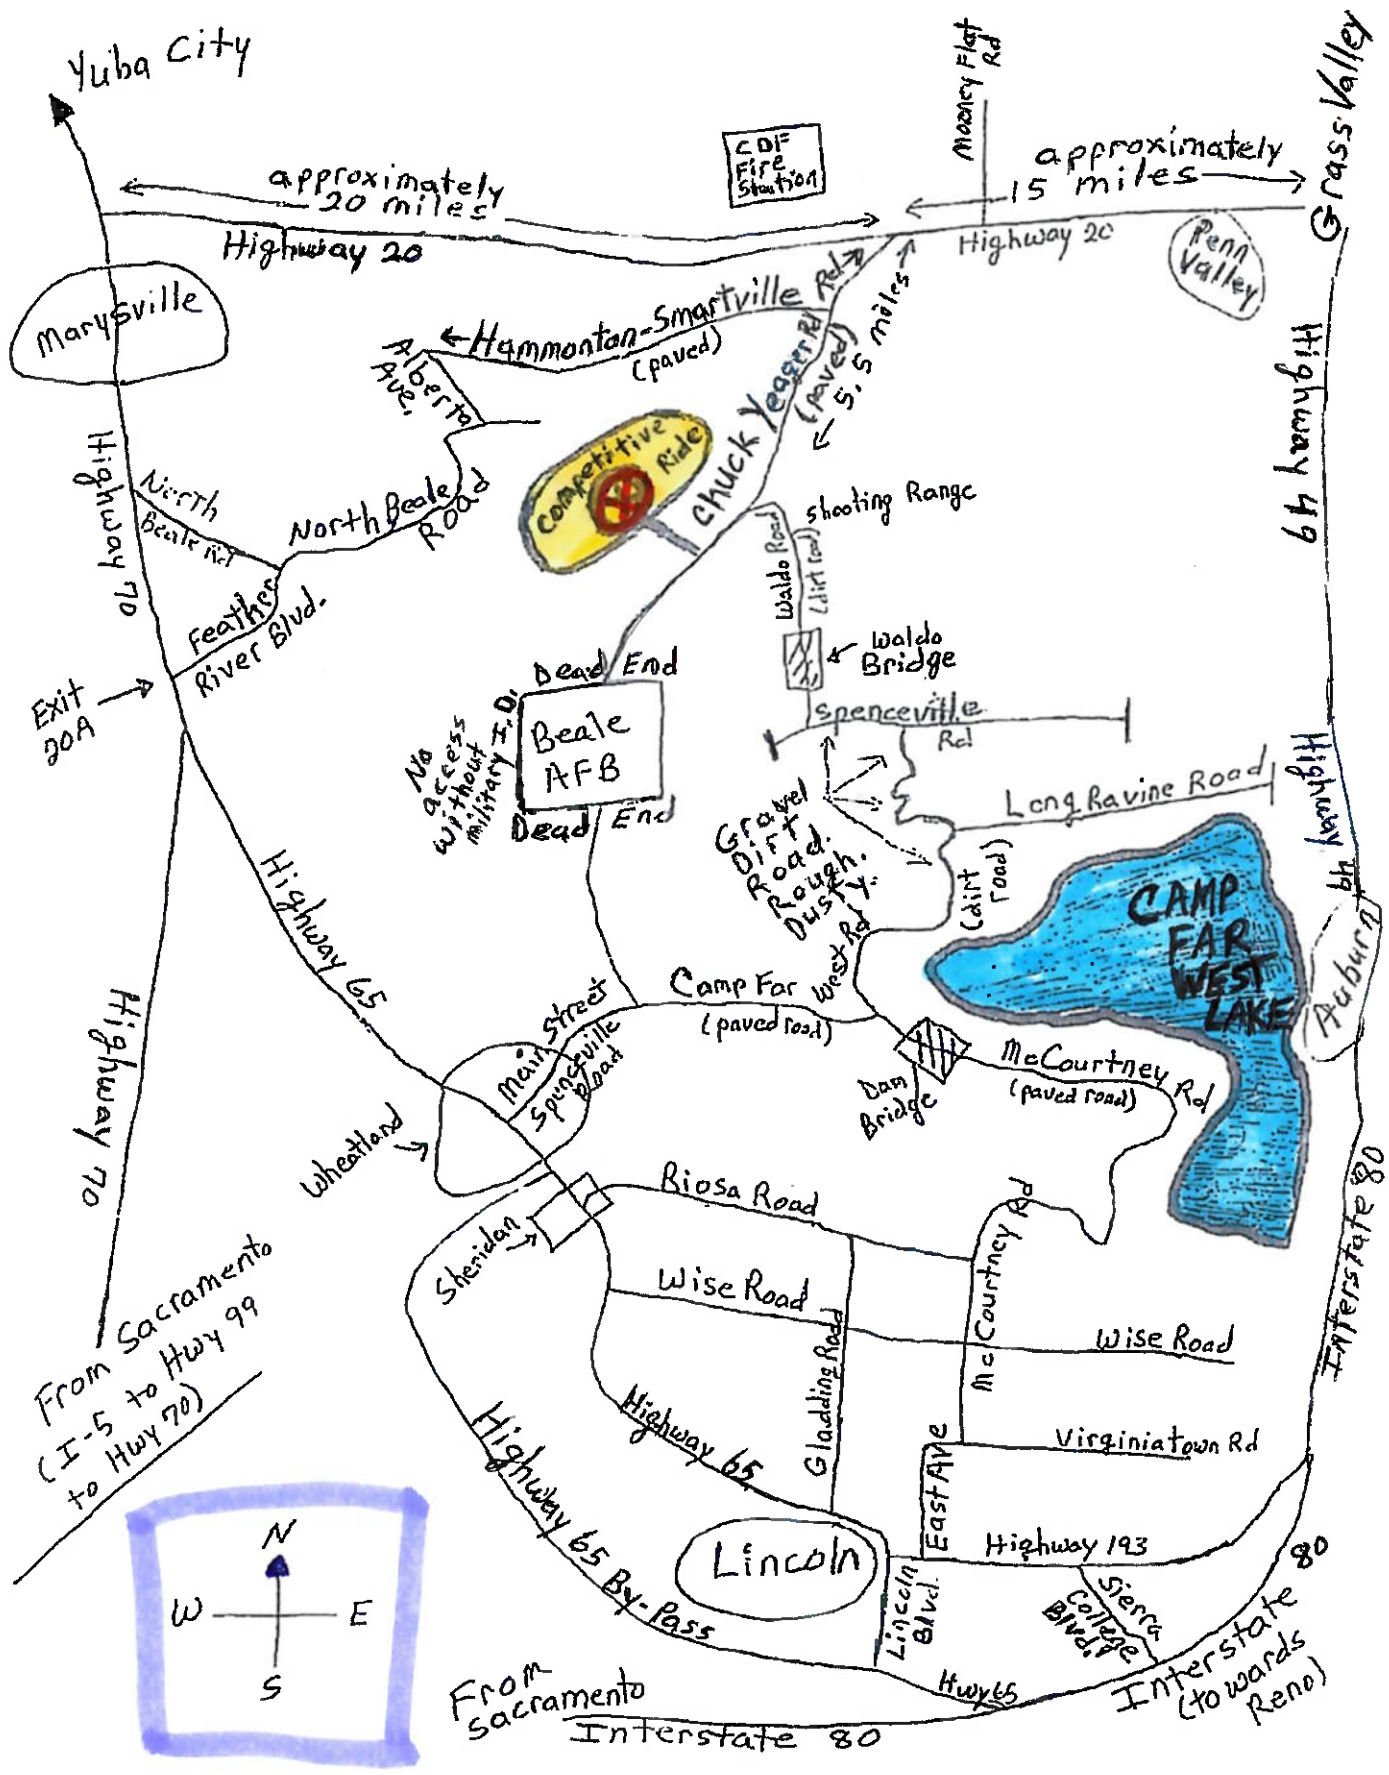 Yuba City
Mooney Flat
Rd
Grass Valley
CDF
Fire
Station
approximately
20 miles
approximately
15 miles
Highway 20
Highway 20
Penn
Valley
Marysville
Hammonton-Smartville Rd
(paved)
Alberta
Ave.
Chuck Yeager Rd
(paved)
5.5 miles
Highway 49
Competitive
Ride
Highway 70
North
Beale Rd
North Beale
Road
Feather
River Blvd.
Shooting Range
Waldo Road
(dirt road)
Waldo
Bridge
Exit
20A
Dead End
Beale
AFB
Dead End
No
access
without
military I.D.
Spenceville
Rd
Highway 49
Long Ravine Road
Gravel
Dirt
Road.
Rough.
Dusty.
(dirt
road)
CAMP
FAR
WEST
LAKE
Auburn
Highway 65
Highway 70
Camp Far West Rd
(paved road)
Main Street
Spenceville
Road
McCourtney Rd
(paved road)
Dam
Bridge
Wheatland
Sheridan
Riosa Road
McCourtney Rd
Interstate 80
Wise Road
Wise Road
Gladding Road
From Sacramento
(I-5 to Hwy 99
to Hwy 70)
Highway 65
Virginiatown Rd
East Ave
Highway 65 By-Pass
Lincoln
Highway 193
Lincoln
Blvd.
Sierra
College
Blvd.
80
N
W E
S
From
Sacramento
Interstate 80
Hwy 65
Interstate
(towards
Reno)